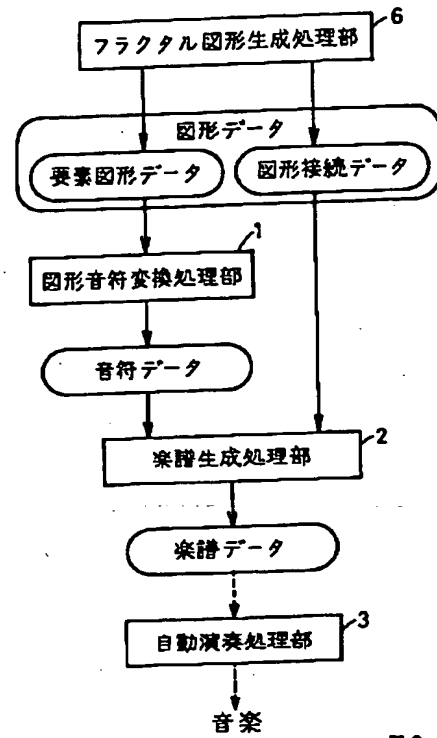 6
フラクタル図形生成処理部
図形データ
要素図形データ
図形接続データ
1
図形音符変換処理部
音符データ
2
楽譜生成処理部
楽譜データ
3
自動演奏処理部
音楽